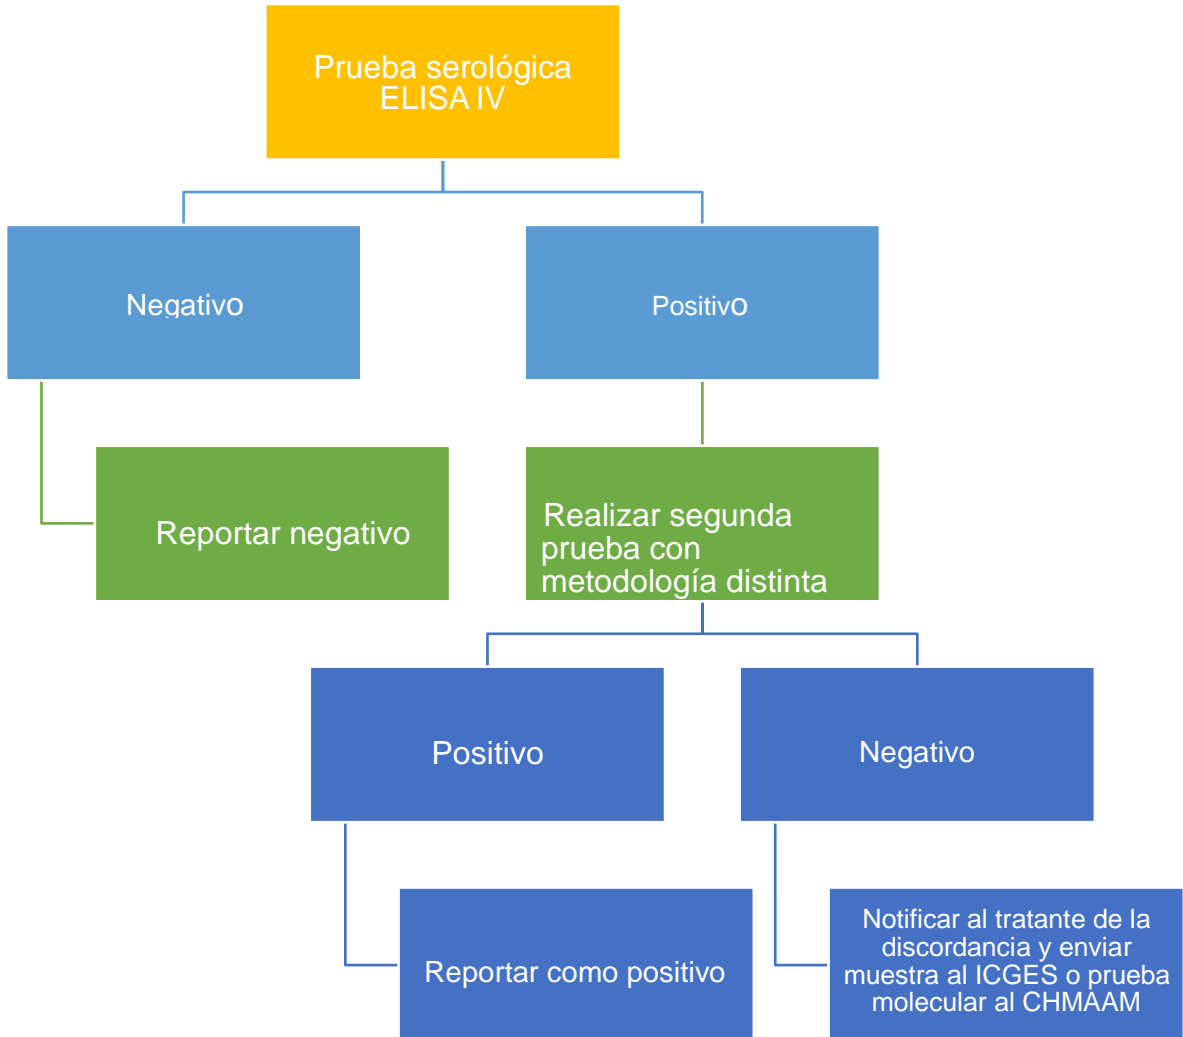 Prueba serológica
ELISA IV
Negativo
Positivo
Reportar negativo
Realizar segunda
prueba con
metodología distinta
Positivo
Negativo
Reportar como positivo
Notificar al tratante de la
discordancia y enviar
muestra al ICGES o prueba
molecular al CHMAAM